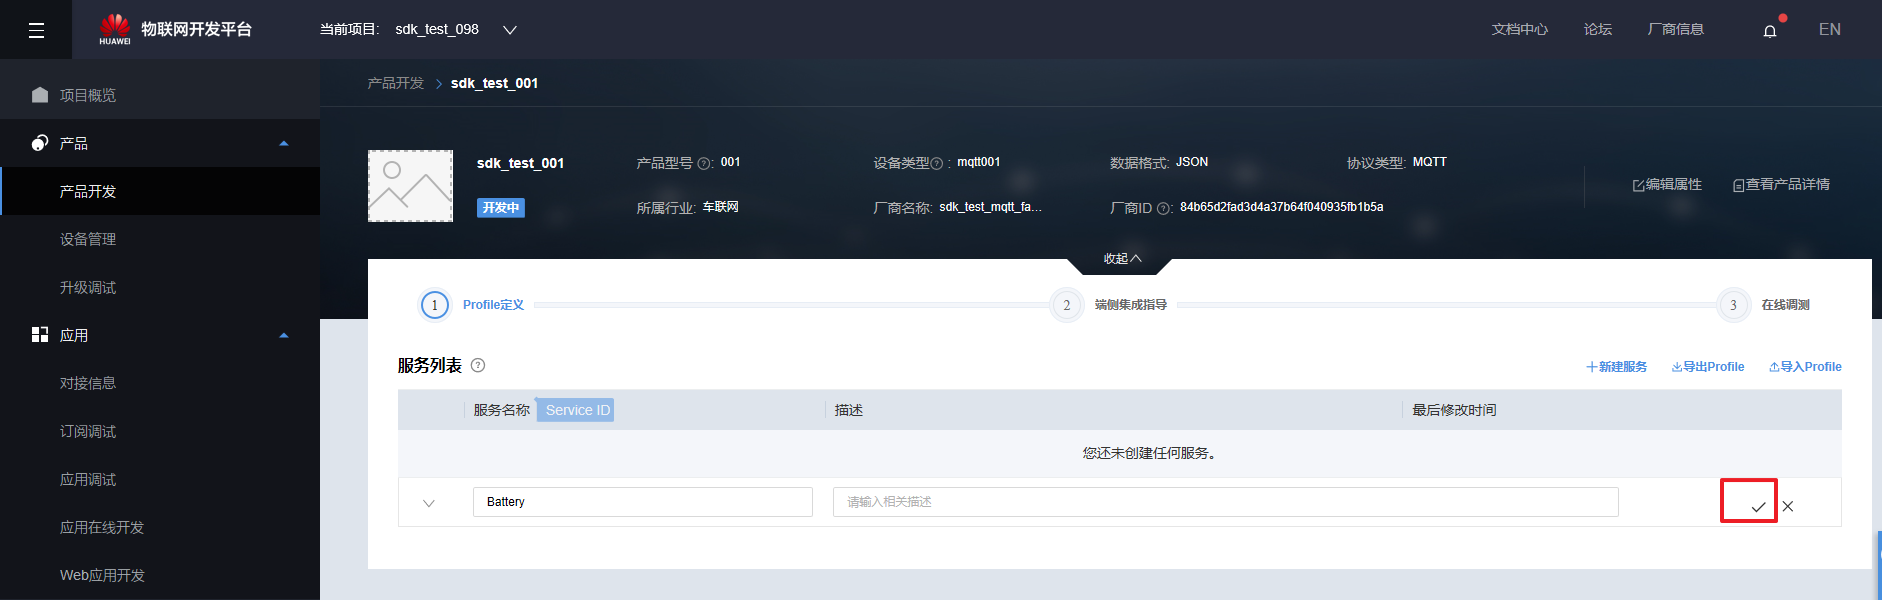 HUAWEI
物联网开发平台
当前项目: sdk_test_098
文档中心 论坛 厂商信息 EN
项目概览
产品
产品开发
设备管理
升级调试
应用
对接信息
订阅调试
应用调试
应用在线开发
Web应用开发
产品开发 > sdk_test_001
sdk_test_001
开发中
产品型号 ?: 001
设备类型 ? : mqtt001
数据格式: JSON
协议类型: MQTT
所属行业: 车联网
厂商名称: sdk_test_mqtt_fa...
厂商ID ?: 84b65d2fad3d4a37b64f040935fb1b5a
编辑属性 查看产品详情
收起
1 Profile定义
2 端侧集成指导
3 在线调测
服务列表 ?
+新建服务 导出Profile 导入Profile
服务名称 Service ID 描述 最后修改时间
您还未创建任何服务。
Battery 请输入相关描述